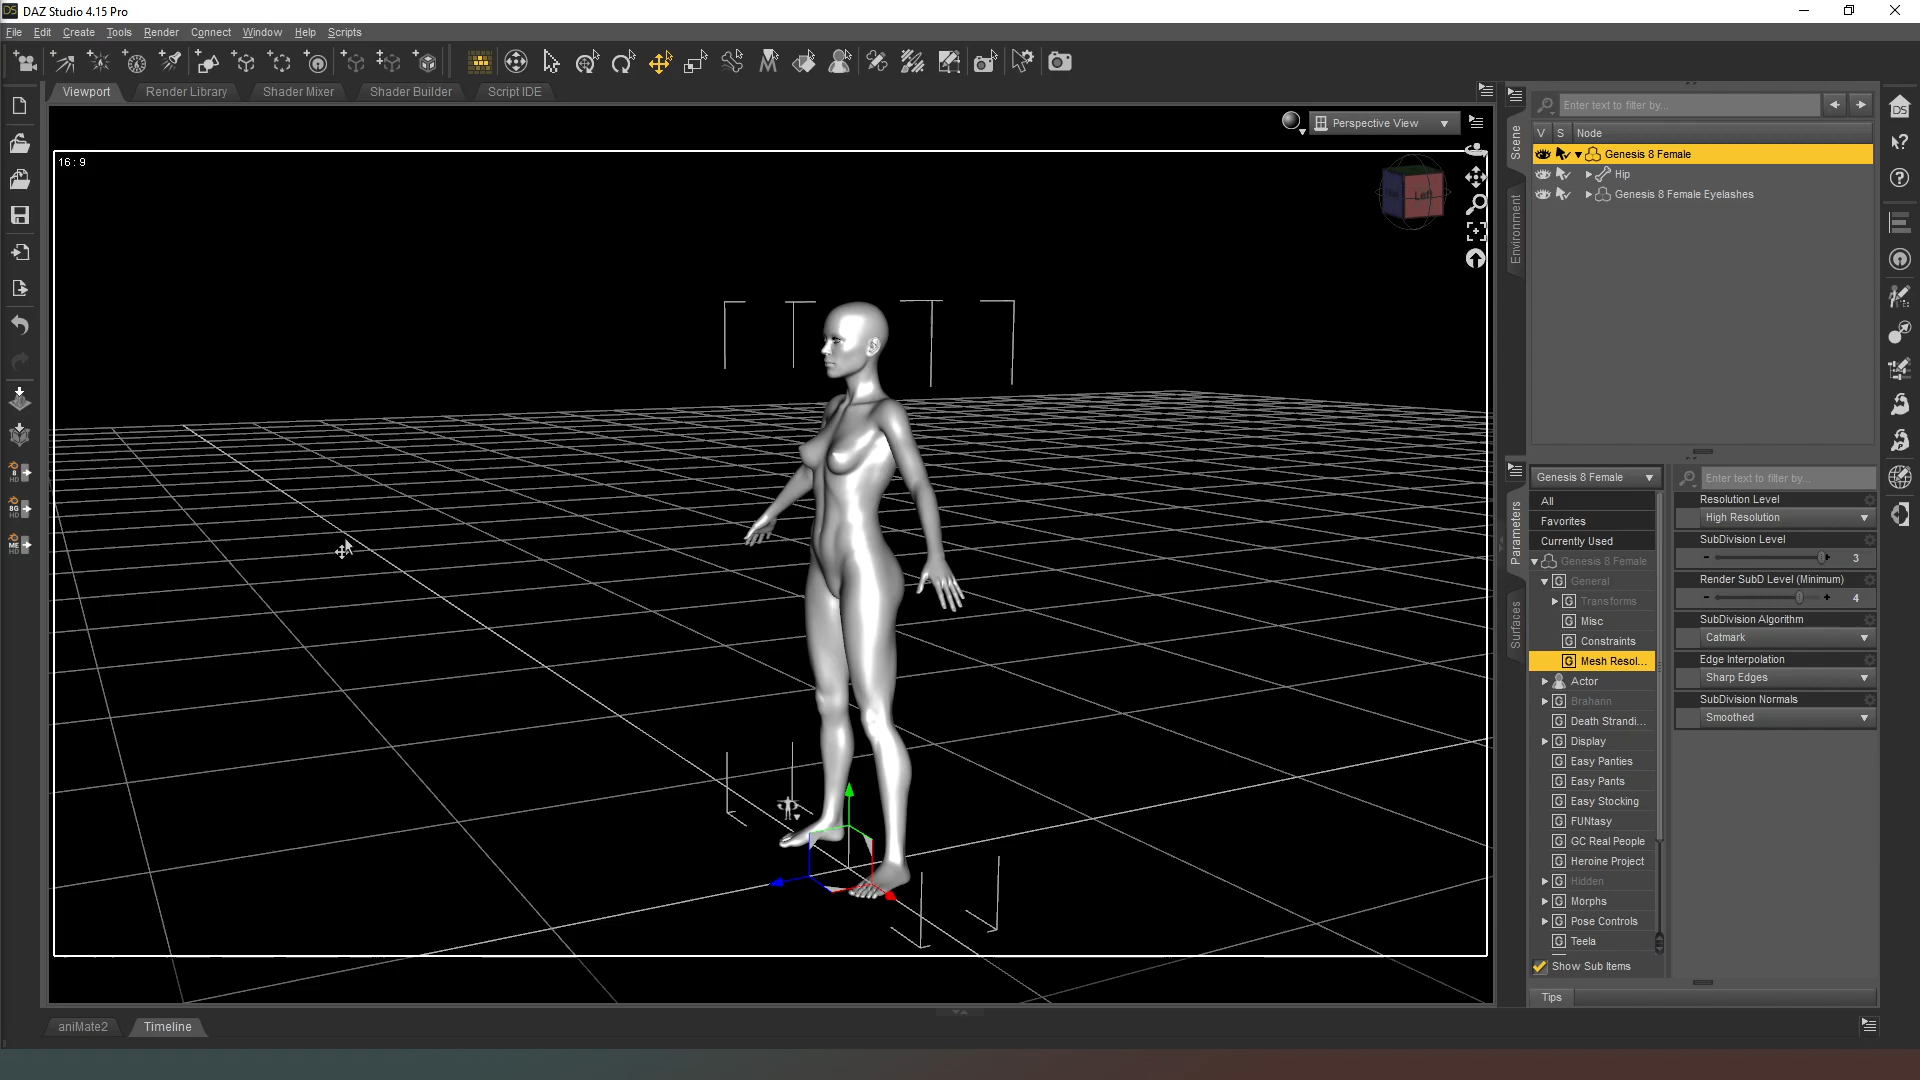 DAZ Studio 4.15 Pro
File Edit Create Tools Render Connect Window Help Scripts
Viewport Render Library Shader Mixer Shader Builder Script IDE
Perspective View
16 : 9
Left
Scene
Environment
Enter text to filter by...
V S Node
Genesis 8 Female
Hip
Genesis 8 Female Eyelashes
Parameters
Surfaces
Genesis 8 Female
All
Favorites
Currently Used
Genesis 8 Female
General
Transforms
Misc
Constraints
Mesh Resol...
Actor
Brahann
Death Strandi...
Display
Easy Panties
Easy Pants
Easy Stocking
FUNtasy
GC Real People
Heroine Project
Hidden
Morphs
Pose Controls
Teela
Show Sub Items
Enter text to filter by...
Resolution Level
High Resolution
SubDivision Level
3
Render SubD Level (Minimum)
4
SubDivision Algorithm
Catmark
Edge Interpolation
Sharp Edges
SubDivision Normals
Smoothed
Tips
aniMate2 Timeline